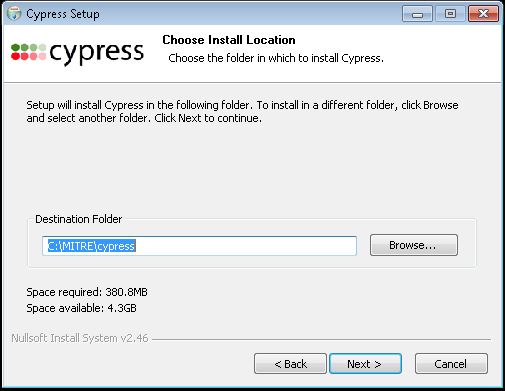 Cypress Setup
cypress
Choose Install Location
Choose the folder in which to install Cypress.
Setup will install Cypress in the following folder. To install in a different folder, click Browse
and select another folder. Click Next to continue.
Destination Folder
C:\MITRE\cypress
Browse...
Space required: 380.8MB
Space available: 4.3GB
Nullsoft Install System v2.46
< Back
Next >
Cancel